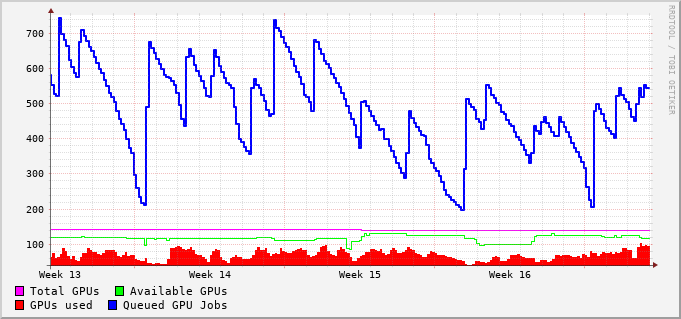 700
600
500
400
300
200
100
Week 13 Week 14 Week 15 Week 16
Total GPUs Available GPUs
GPUs used Queued GPU Jobs
RRDTOOL / TOBI OETIKER